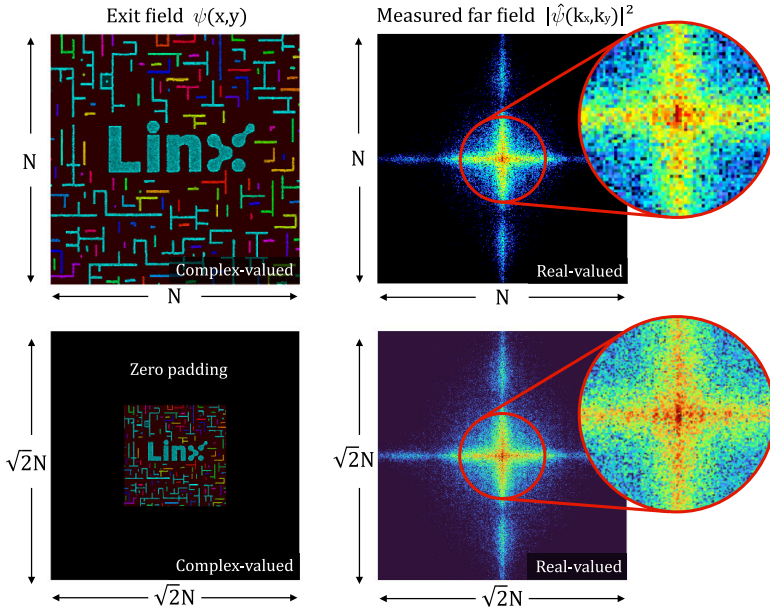 Exit field ψ(x,y)
Measured far field |ψ̂(kₓ,kᵧ)|²
N
Linx
Complex-valued
N
N
Real-valued
N
√2N
Zero padding
Linx
Complex-valued
√2N
√2N
Real-valued
√2N